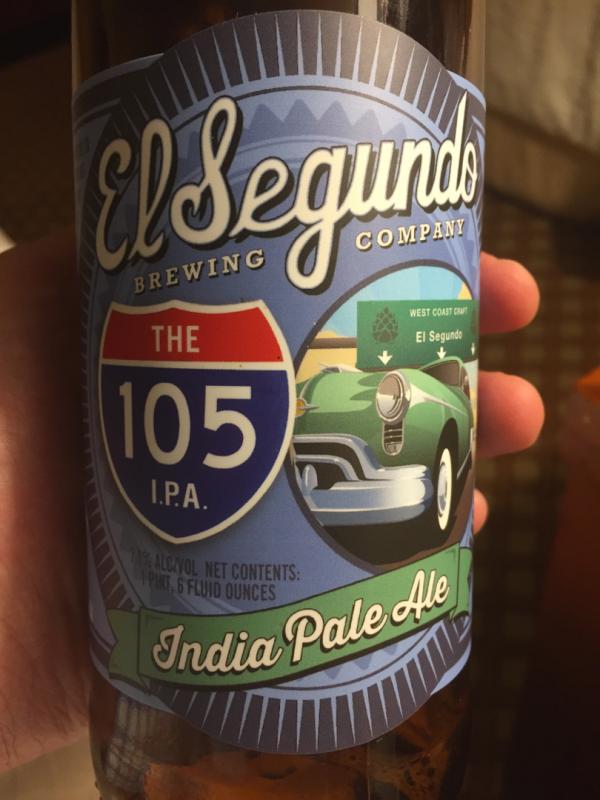 El Segundo
BREWING COMPANY
THE
105
I.P.A.
WEST COAST CRAFT
El Segundo
ALC/VOL NET CONTENTS:
1 PINT, 6 FLUID OUNCES
India Pale Ale